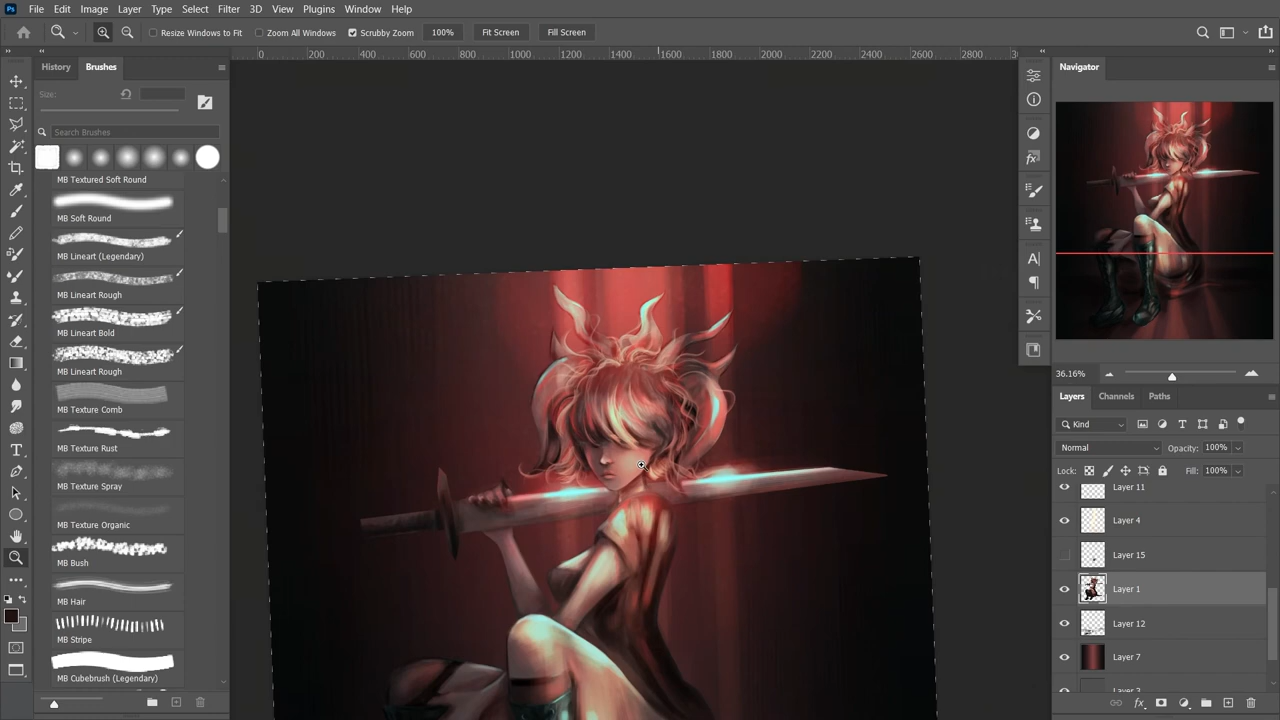 Ps File Edit Image Layer Type Select Filter 3D View Plugins Window Help
Resize Windows to Fit Zoom All Windows Scrubby Zoom 100% Fit Screen Fill Screen
0 200 400 600 800 1000 1200 1400 1600 1800 2000 2200 2400 2600 2800
History Brushes
Size:
Search Brushes
MB Textured Soft Round
MB Soft Round
MB Lineart (Legendary)
MB Lineart Rough
MB Lineart Bold
MB Lineart Rough
MB Texture Comb
MB Texture Rust
MB Texture Spray
MB Texture Organic
MB Bush
MB Hair
MB Stripe
MB Cubebrush (Legendary)
Navigator
36.16%
Layers Channels Paths
Kind
Normal Opacity: 100%
Lock: Fill: 100%
Layer 11
Layer 4
Layer 15
Layer 1
Layer 12
Layer 7